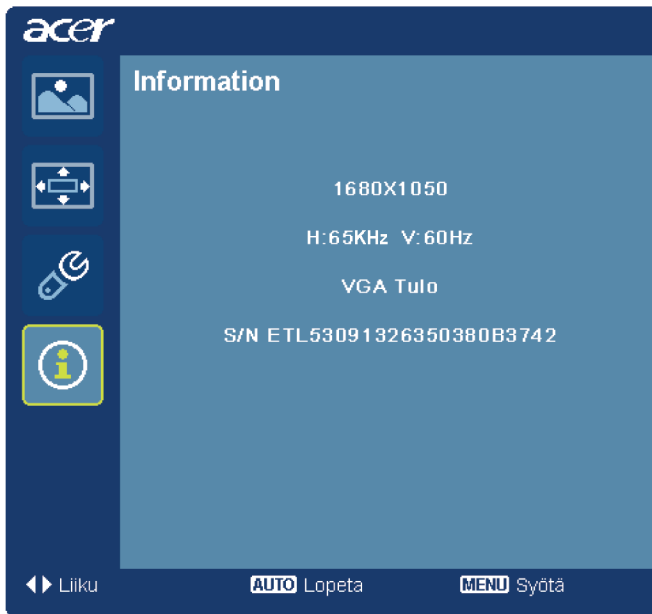 acer
Information
1680X1050
H:65KHz V:60Hz
VGA Tulo
S/N ETL53091326350380B3742
Liiku AUTO Lopeta MENU Syötä